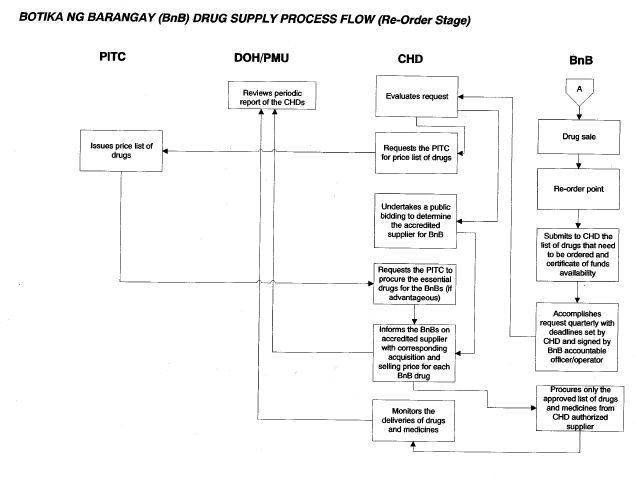 BOTIKA NG BARANGAY (BnB) DRUG SUPPLY PROCESS FLOW (Re-Order Stage)
PITC
DOH/PMU
CHD
BnB
Reviews periodic
report of the CHDs
Evaluates request
A
Drug sale
Issues price list of
drugs
Requests the PITC
for price list of drugs
Re-order point
Undertakes a public
bidding to determine
the accredited
supplier for BnB
Submits to CHD the
list of drugs that need
to be ordered and
certificate of funds
availability
Requests the PITC to
procure the essential
drugs for the BnBs (if
advantageous)
Accomplishes
request quarterly with
deadlines set by
CHD and signed by
BnB accountable
officer/operator
Informs the BnBs on
accredited supplier
with corresponding
acquisition and
selling price for each
BnB drug
Procures only the
approved list of drugs
and medicines from
CHD authorized
supplier
Monitors the
deliveries of drugs
and medicines